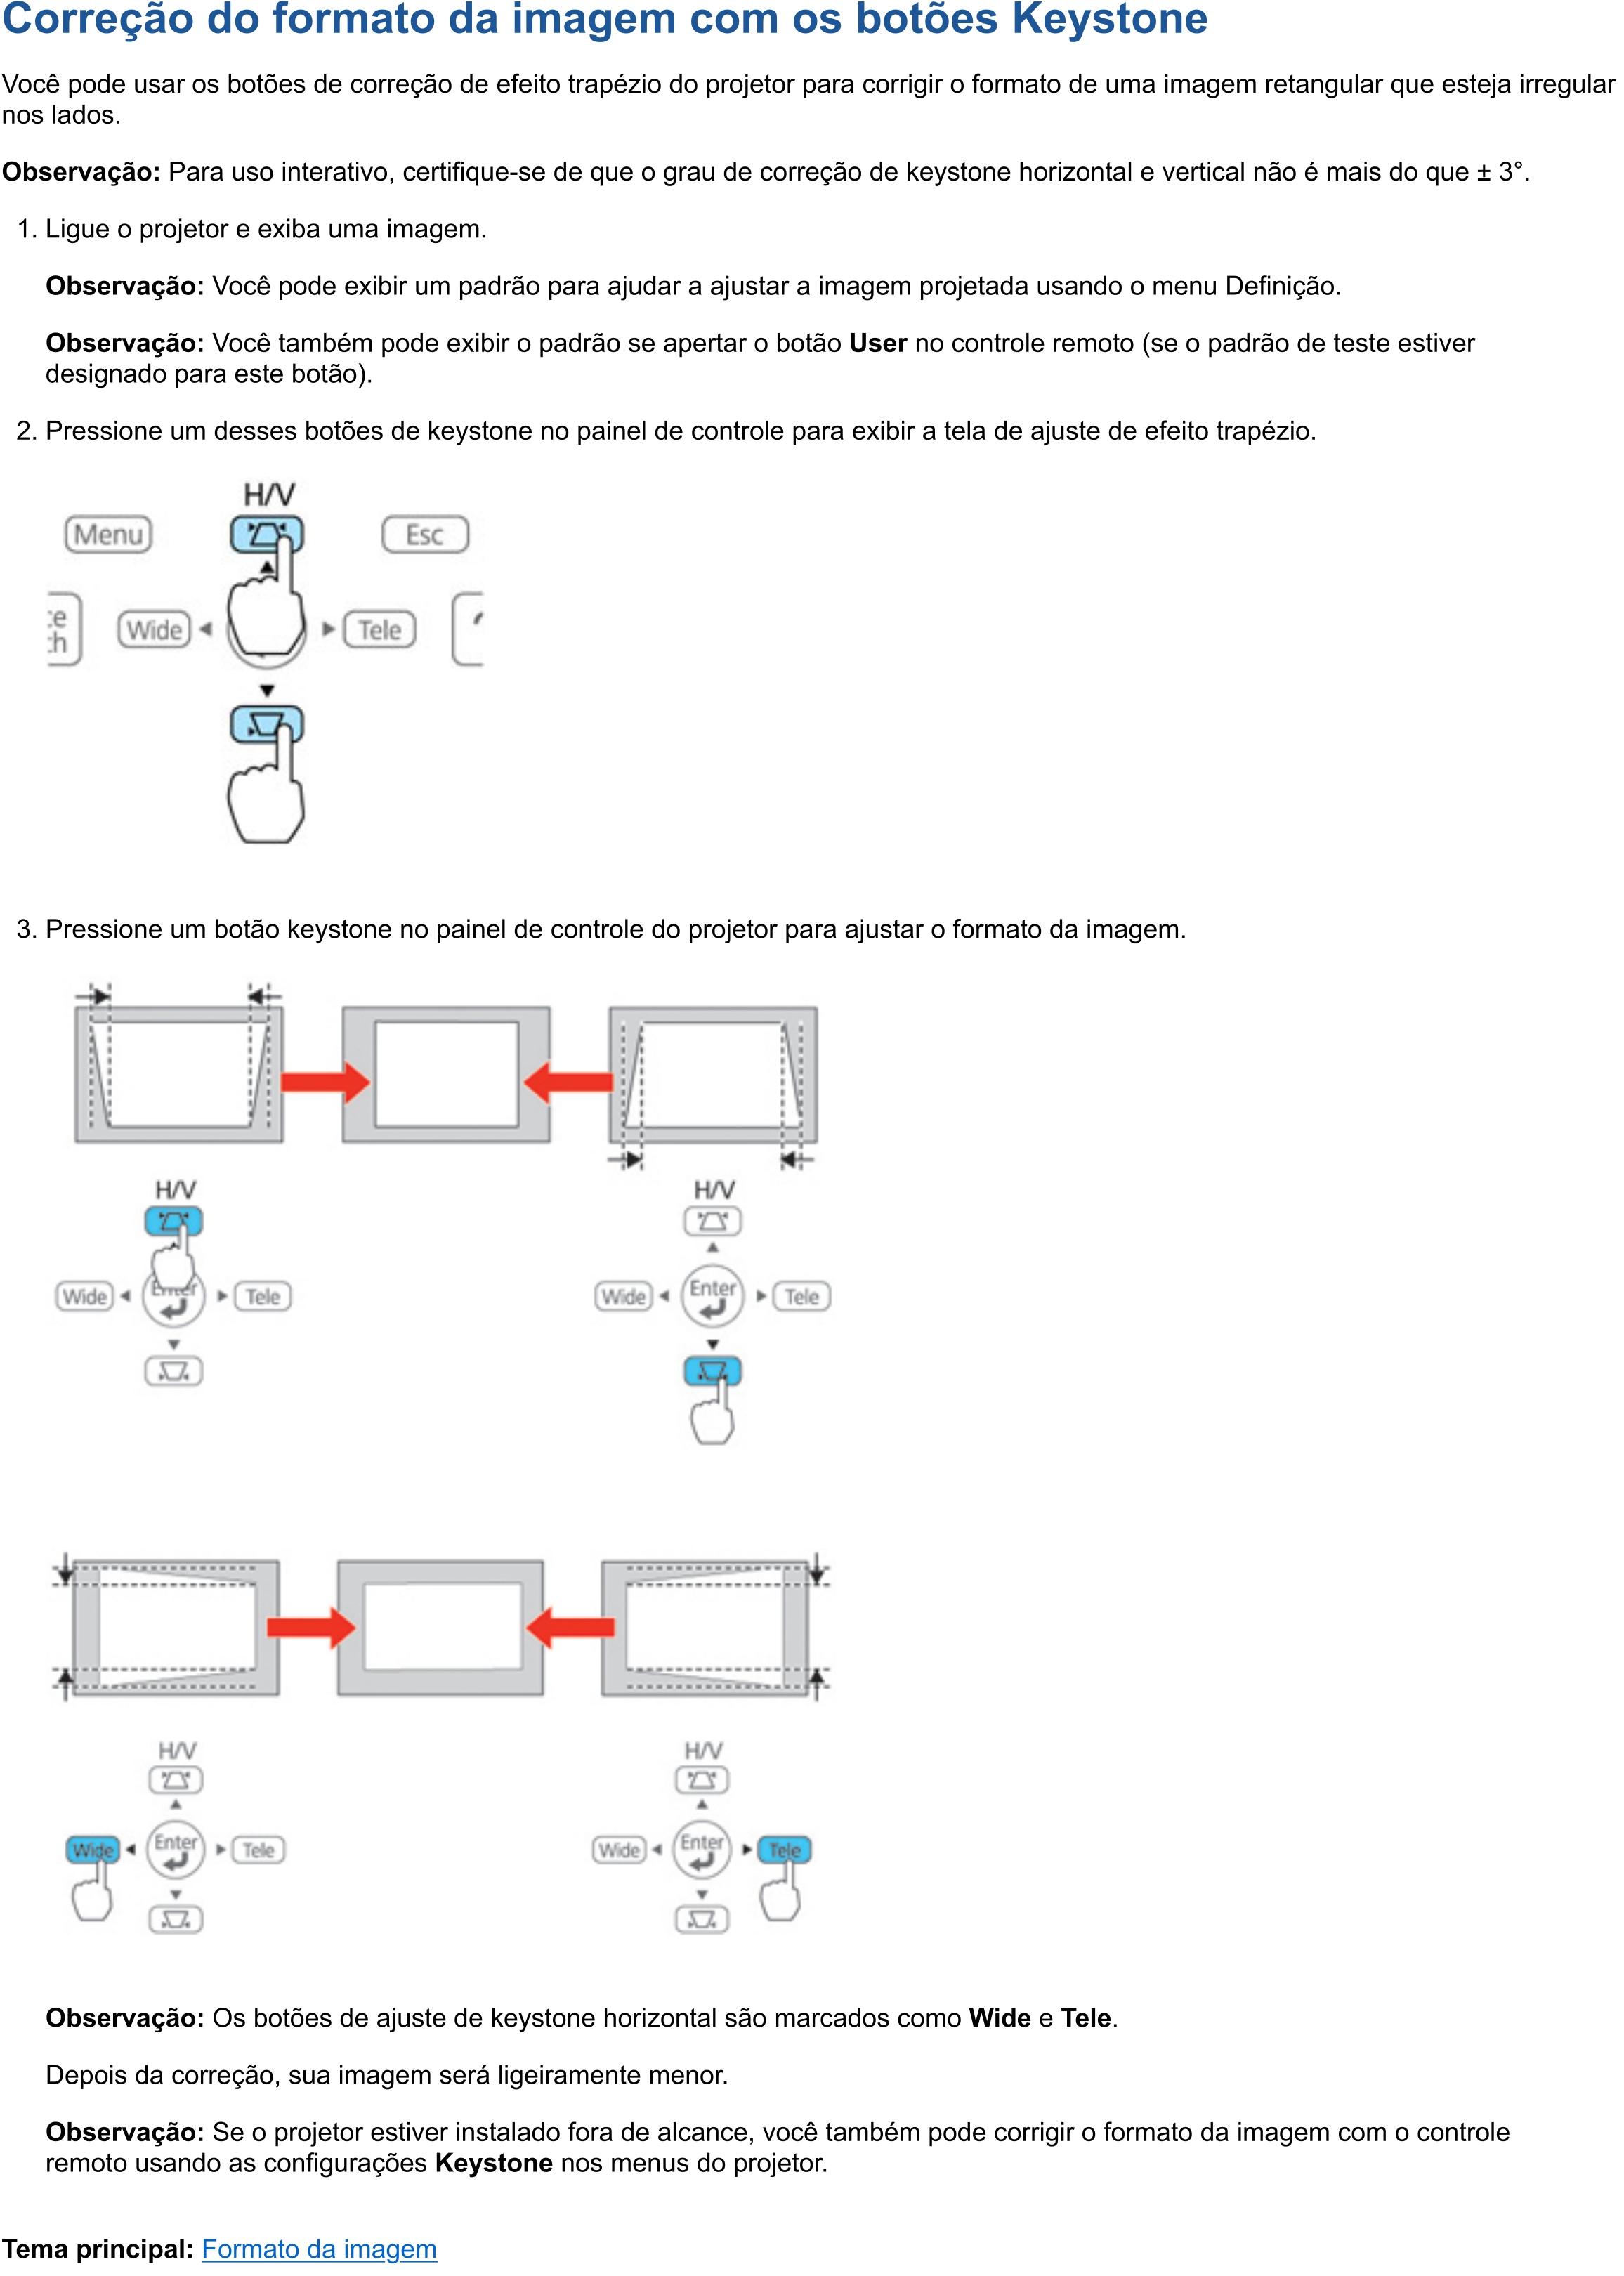 Correção do formato da imagem com os botões Keystone
Você pode usar os botões de correção de efeito trapézio do projetor para corrigir o formato de uma imagem retangular que esteja irregular
nos lados.
Observação: Para uso interativo, certifique-se de que o grau de correção de keystone horizontal e vertical não é mais do que ± 3°.
1. Ligue o projetor e exiba uma imagem.
Observação: Você pode exibir um padrão para ajudar a ajustar a imagem projetada usando o menu Definição.
Observação: Você também pode exibir o padrão se apertar o botão User no controle remoto (se o padrão de teste estiver
designado para este botão).
2. Pressione um desses botões de keystone no painel de controle para exibir a tela de ajuste de efeito trapézio.
H/V
Menu Esc
Wide Tele
3. Pressione um botão keystone no painel de controle do projetor para ajustar o formato da imagem.
H/V H/V
Wide Enter Tele Wide Enter Tele
H/V H/V
Wide Enter Tele Wide Enter Tele
Observação: Os botões de ajuste de keystone horizontal são marcados como Wide e Tele.
Depois da correção, sua imagem será ligeiramente menor.
Observação: Se o projetor estiver instalado fora de alcance, você também pode corrigir o formato da imagem com o controle
remoto usando as configurações Keystone nos menus do projetor.
Tema principal: Formato da imagem